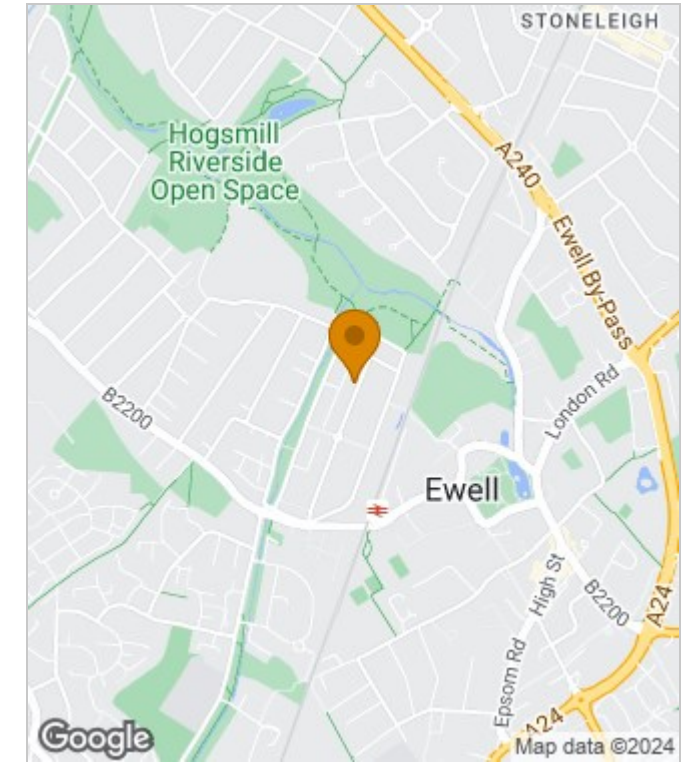 STONELEIGH
Hogsmill
Riverside
Open Space
A240
Ewell By-Pass
B2200
London Rd
Ewell
High St
B2200
A24
Epsom Rd
A24
Google
Map data ©2024